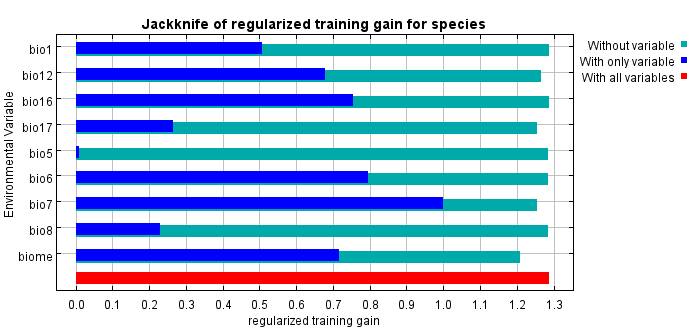 Jackknife of regularized training gain for species
Without variable
With only variable
With all variables
Environmental Variable
bio1
bio12
bio16
bio17
bio5
bio6
bio7
bio8
biome
0.0 0.1 0.2 0.3 0.4 0.5 0.6 0.7 0.8 0.9 1.0 1.1 1.2 1.3
regularized training gain